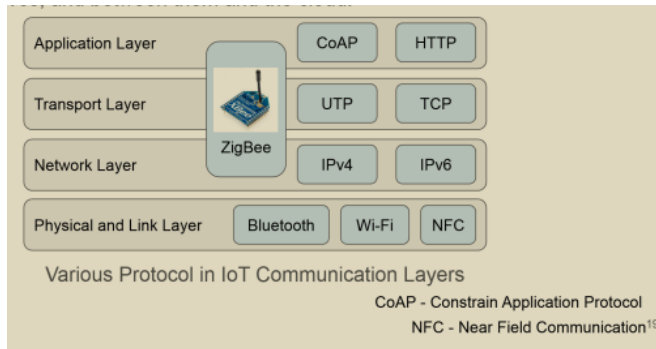 Application Layer CoAP HTTP
Transport Layer UTP TCP
ZigBee
Network Layer IPv4 IPv6
Physical and Link Layer Bluetooth Wi-Fi NFC
Various Protocol in IoT Communication Layers
CoAP - Constrain Application Protocol
NFC - Near Field Communication